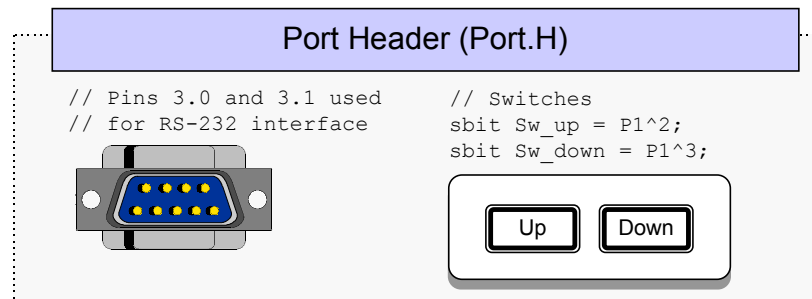 Port Header (Port.H)
// Pins 3.0 and 3.1 used
// for RS-232 interface
// Switches
sbit Sw_up = P1^2;
sbit Sw_down = P1^3;
Up
Down